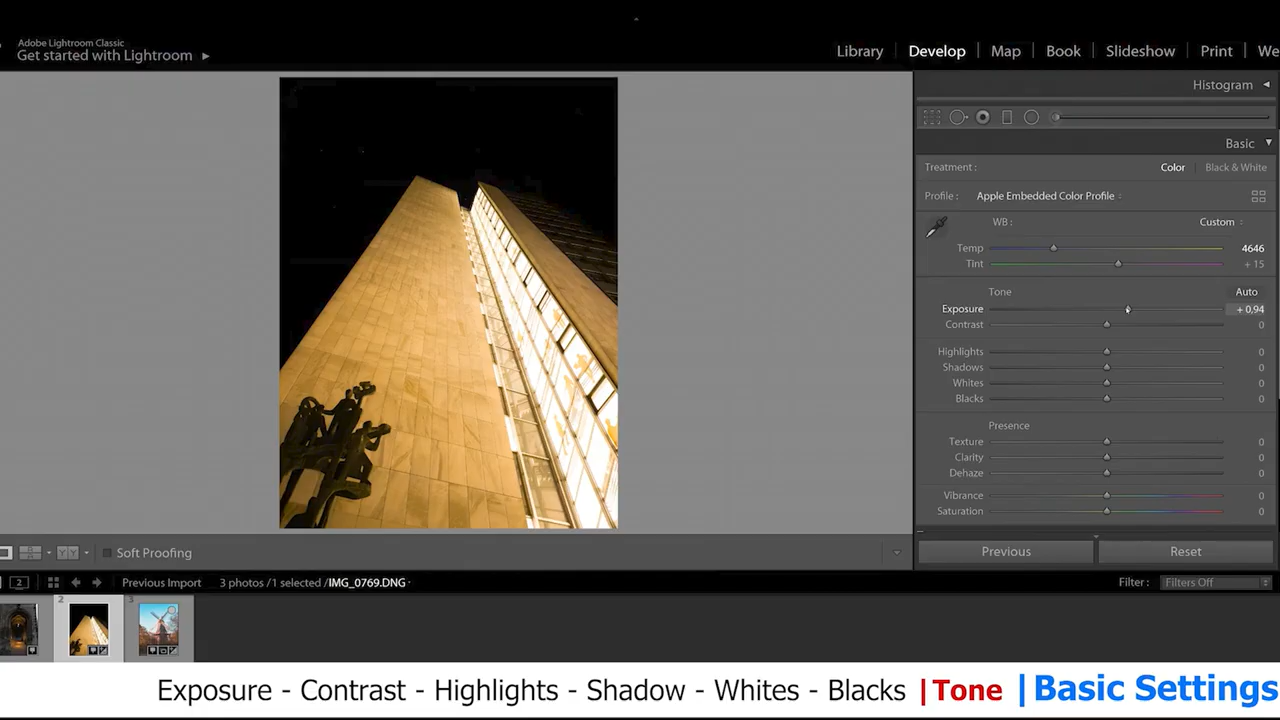 Adobe Lightroom Classic
Get started with Lightroom
Library Develop Map Book Slideshow Print We
Histogram
Basic
Treatment : Color Black & White
Profile : Apple Embedded Color Profile
WB : Custom
Temp 4646
Tint + 15
Tone Auto
Exposure + 0,94
Contrast 0
Highlights 0
Shadows 0
Whites 0
Blacks 0
Presence
Texture 0
Clarity 0
Dehaze 0
Vibrance 0
Saturation 0
Soft Proofing
Previous Reset
2 Previous Import 3 photos /1 selected /IMG_0769.DNG
Filter : Filters Off
2 3
Exposure - Contrast - Highlights - Shadow - Whites - Blacks |Tone |Basic Settings